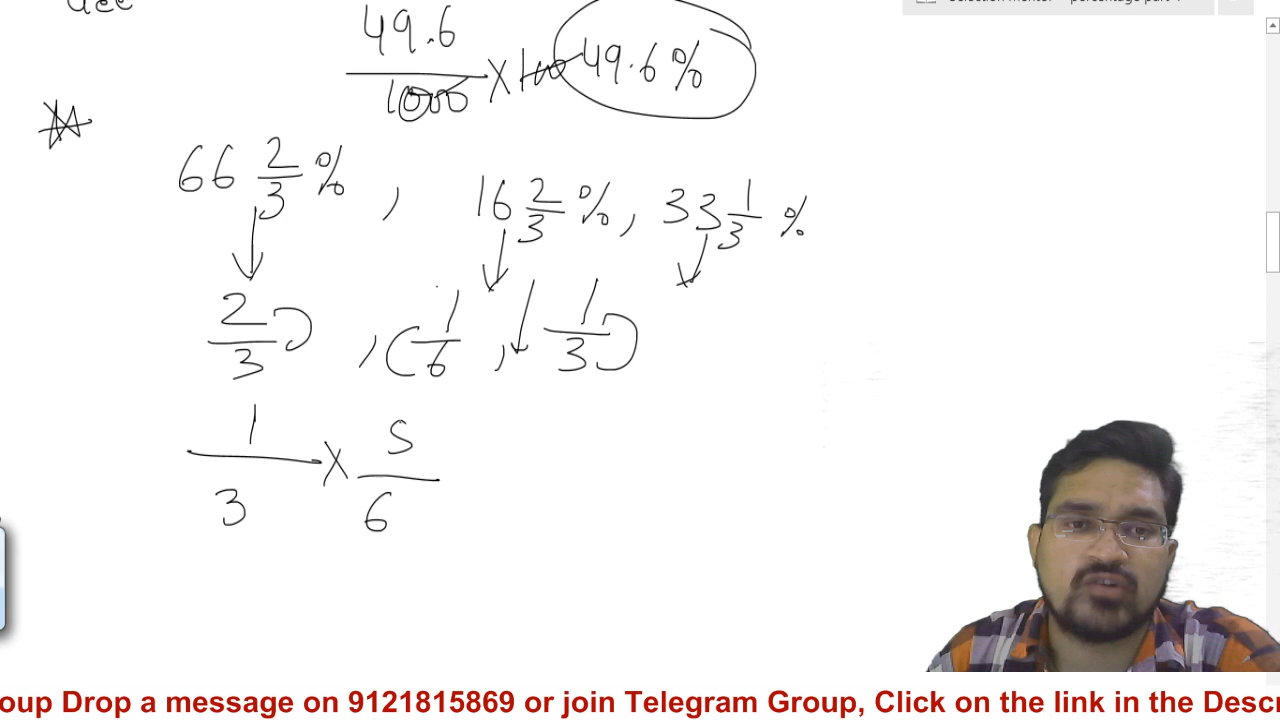 49.6
1000 × 100 49.6%
66 2/3 % , 16 2/3 % , 33 1/3 %
2/3 ) , ( 1/6 , 1/3 )
1/3 × 5/6
oup Drop a message on 9121815869 or join Telegram Group, Click on the link in the Desc